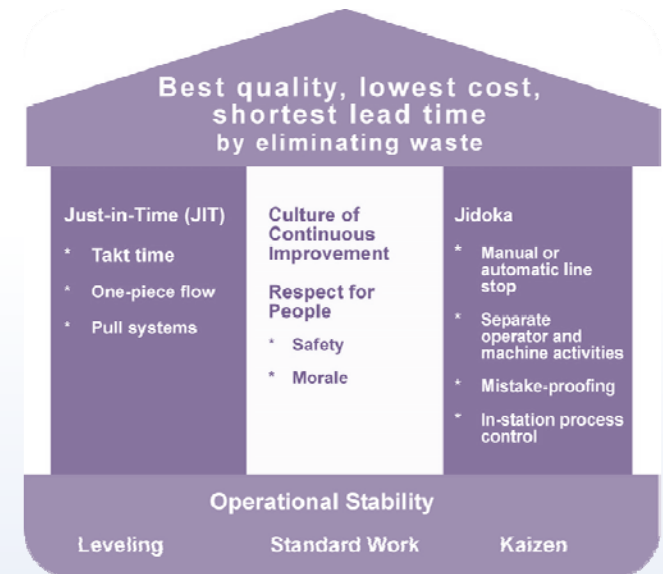 Best quality, lowest cost,
shortest lead time
by eliminating waste
Just-in-Time (JIT)
* Takt time
* One-piece flow
* Pull systems
Culture of
Continuous
Improvement
Respect for
People
* Safety
* Morale
Jidoka
* Manual or
automatic line
stop
* Separate
operator and
machine activities
* Mistake-proofing
* In-station process
control
Operational Stability
Leveling Standard Work Kaizen